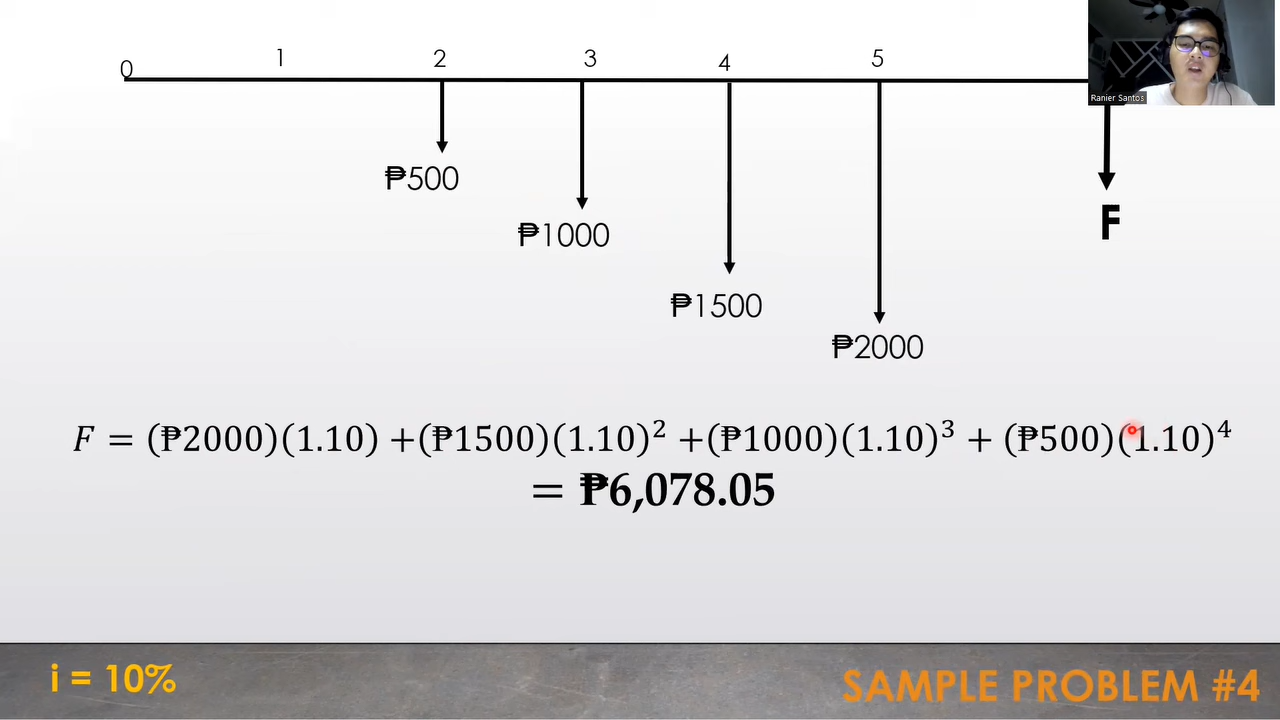 0 1 2 3 4 5
Ranier Santos
₱500
₱1000
₱1500
₱2000
F
F = (₱2000)(1.10) +(₱1500)(1.10)² +(₱1000)(1.10)³ + (₱500)(1.10)⁴
= ₱6,078.05
i = 10%
SAMPLE PROBLEM #4